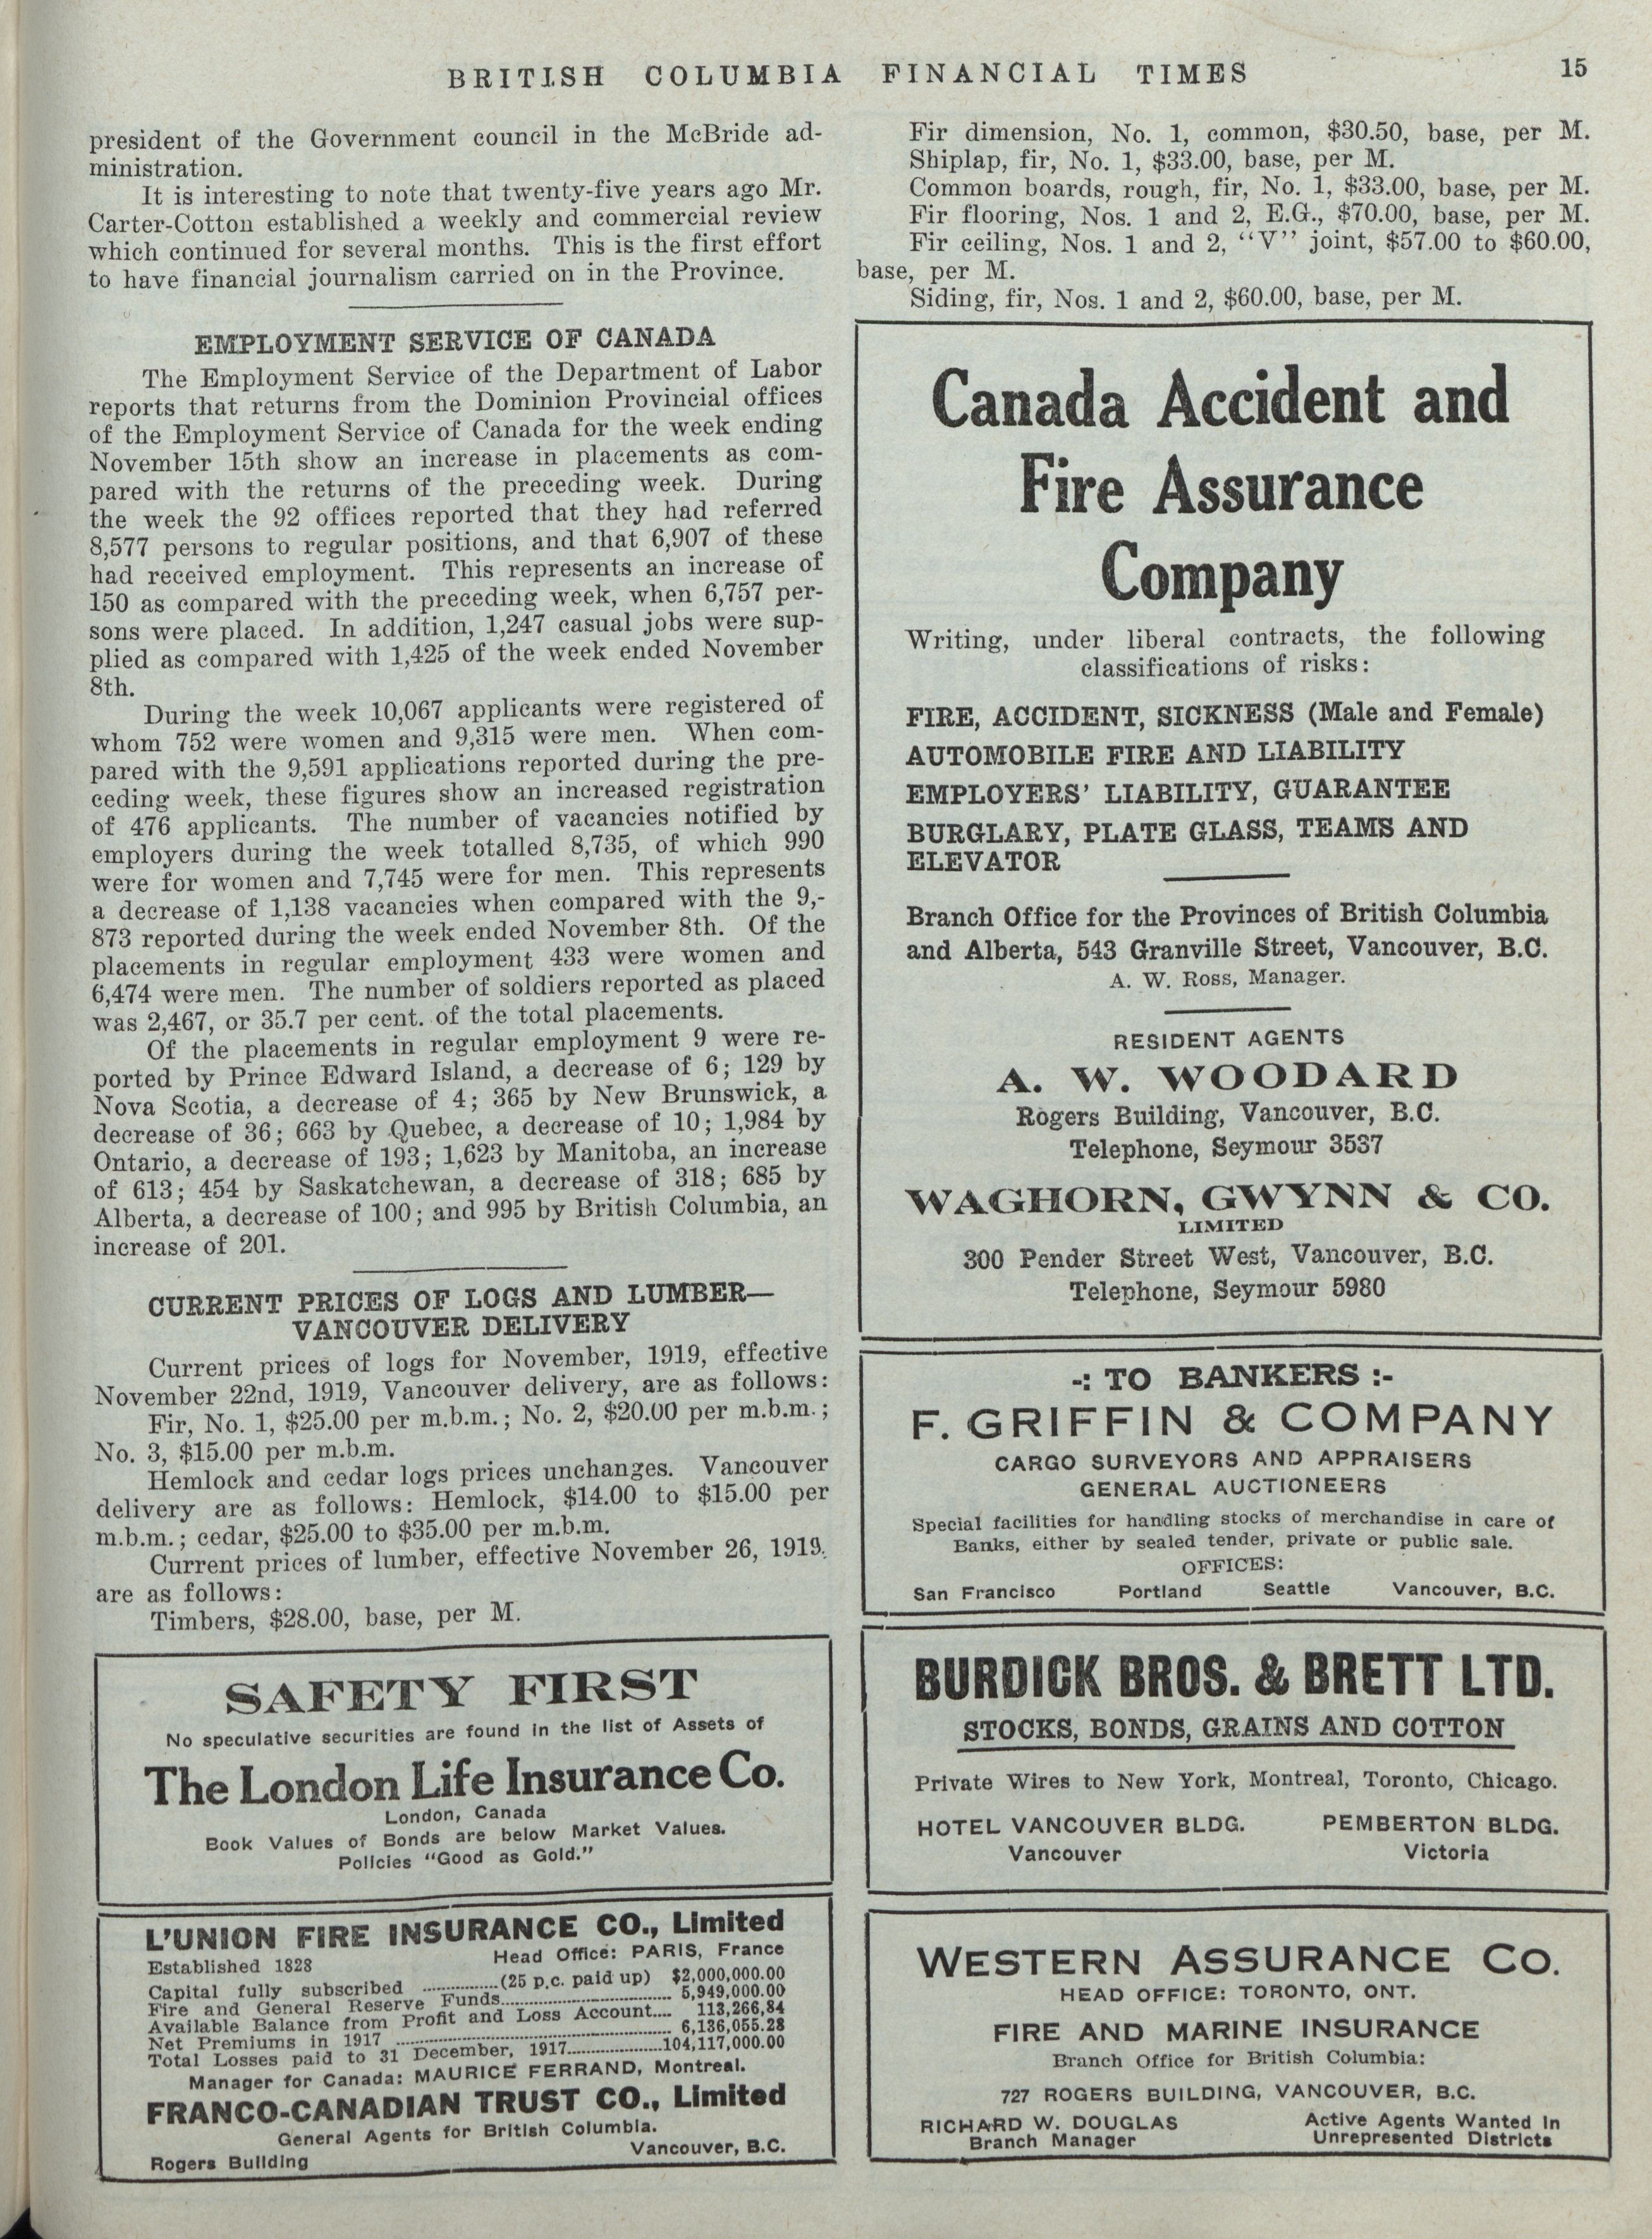 BRITISH COLUMBIA FINANCIAL TIMES 15
president of the Government council in the McBride ad-
ministration.
It is interesting to note that twenty-five years ago Mr.
Carter-Cotton established a weekly and commercial review
which continued for several months. This is the first effort
to have financial journalism carried on in the Province.
EMPLOYMENT SERVICE OF CANADA
The Employment Service of the Department of Labor
reports that returns from the Dominion Provincial offices
of the Employment Service of Canada for the week ending
November 15th show an increase in placements as com-
pared with the returns of the preceding week. During
the week the 92 offices reported that they had referred
8,577 persons to regular positions, and that 6,907 of these
had received employment. This represents an increase of
150 as compared with the preceding week, when 6,757 per-
sons were placed. In addition, 1,247 casual jobs were sup-
plied as compared with 1,425 of the week ended November
8th.
During the week 10,067 applicants were registered of
whom 752 were women and 9,315 were men. When com-
pared with the 9,591 applications reported during the pre-
ceding week, these figures show an increased registration
of 476 applicants. The number of vacancies notified by
employers during the week totalled 8,735, of which 990
were for women and 7,745 were for men. This represents
a decrease of 1,138 vacancies when compared with the 9,-
873 reported during the week ended November 8th. Of the
placements in regular employment 433 were women and
6,474 were men. The number of soldiers reported as placed
was 2,467, or 35.7 per cent. of the total placements.
Of the placements in regular employment 9 were re-
ported by Prince Edward Island, a decrease of 6; 129 by
Nova Scotia, a decrease of 4; 365 by New Brunswick, a
decrease of 36; 663 by Quebec, a decrease of 10; 1,984 by
Ontario, a decrease of 193; 1,623 by Manitoba, an increase
of 613; 454 by Saskatchewan, a decrease of 318; 685 by
Alberta, a decrease of 100; and 995 by British Columbia, an
increase of 201.
CURRENT PRICES OF LOGS AND LUMBER—
VANCOUVER DELIVERY
Current prices of logs for November, 1919, effective
November 22nd, 1919, Vancouver delivery, are as follows:
Fir, No. 1, $25.00 per m.b.m.; No. 2, $20.00 per m.b.m.;
No. 3, $15.00 per m.b.m.
Hemlock and cedar logs prices unchanges. Vancouver
delivery are as follows: Hemlock, $14.00 to $15.00 per
m.b.m.; cedar, $25.00 to $35.00 per m.b.m.
Current prices of lumber, effective November 26, 1919,
are as follows:
Timbers, $28.00, base, per M.
SAFETY FIRST
No speculative securities are found in the list of Assets of
The London Life Insurance Co.
London, Canada
Book Values of Bonds are below Market Values.
Policies "Good as Gold."
L'UNION FIRE INSURANCE CO., Limited
Established 1828 Head Office: PARIS, France
Capital fully subscribed ............(25 p.c. paid up) $2,000,000.00
Fire and General Reserve Funds............ 5,949,000.00
Available Balance from Profit and Loss Account.... 113,266,84
Net Premiums in 1917 ............ 6,136,055.28
Total Losses paid to 31 December, 1917............104,117,000.00
Manager for Canada: MAURICE FERRAND, Montreal.
FRANCO-CANADIAN TRUST CO., Limited
General Agents for British Columbia.
Rogers Building Vancouver, B.C.
Fir dimension, No. 1, common, $30.50, base, per M.
Shiplap, fir, No. 1, $33.00, base, per M.
Common boards, rough, fir, No. 1, $33.00, base, per M.
Fir flooring, Nos. 1 and 2, E.G., $70.00, base, per M.
Fir ceiling, Nos. 1 and 2, "V" joint, $57.00 to $60.00,
base, per M.
Siding, fir, Nos. 1 and 2, $60.00, base, per M.
Canada Accident and
Fire Assurance
Company
Writing, under liberal contracts, the following
classifications of risks:
FIRE, ACCIDENT, SICKNESS (Male and Female)
AUTOMOBILE FIRE AND LIABILITY
EMPLOYERS' LIABILITY, GUARANTEE
BURGLARY, PLATE GLASS, TEAMS AND
ELEVATOR
Branch Office for the Provinces of British Columbia
and Alberta, 543 Granville Street, Vancouver, B.C.
A. W. Ross, Manager.
RESIDENT AGENTS
A. W. WOODARD
Rogers Building, Vancouver, B.C.
Telephone, Seymour 3537
WAGHORN, GWYNN & CO.
LIMITED
300 Pender Street West, Vancouver, B.C.
Telephone, Seymour 5980
-: TO BANKERS :-
F. GRIFFIN & COMPANY
CARGO SURVEYORS AND APPRAISERS
GENERAL AUCTIONEERS
Special facilities for handling stocks of merchandise in care of
Banks, either by sealed tender, private or public sale.
OFFICES:
San Francisco Portland Seattle Vancouver, B.C.
BURDICK BROS. & BRETT LTD.
STOCKS, BONDS, GRAINS AND COTTON
Private Wires to New York, Montreal, Toronto, Chicago.
HOTEL VANCOUVER BLDG. PEMBERTON BLDG.
Vancouver Victoria
WESTERN ASSURANCE CO.
HEAD OFFICE: TORONTO, ONT.
FIRE AND MARINE INSURANCE
Branch Office for British Columbia:
727 ROGERS BUILDING, VANCOUVER, B.C.
RICHARD W. DOUGLAS Active Agents Wanted in
Branch Manager Unrepresented Districts